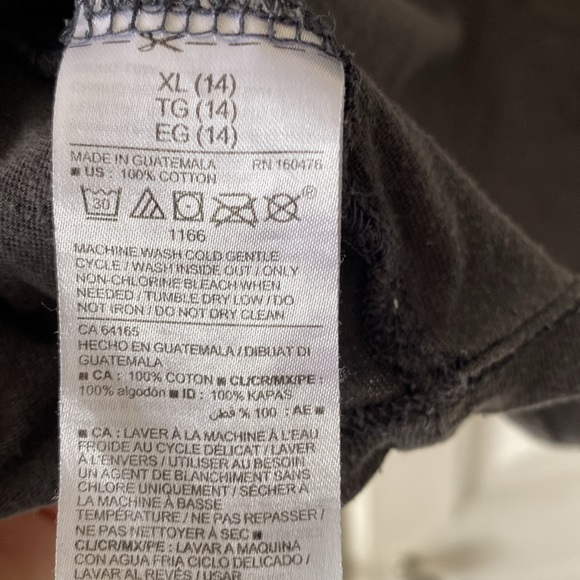 XL (14)
TG (14)
EG (14)
MADE IN GUATEMALA RN 160476
■ US : 100% COTTON
30 ®
1166
MACHINE WASH COLD GENTLE
CYCLE / WASH INSIDE OUT / ONLY
NON-CHLORINE BLEACH WHEN
NEEDED / TUMBLE DRY LOW / DO
NOT IRON / DO NOT DRY CLEAN
CA 64165
HECHO EN GUATEMALA / DIBUAT DI
GUATEMALA
■ CA : 100% COTON ■ CL/CR/MX/PE :
100% algodón ■ ID : 100% KAPAS
■ AE : 100 % قطن
■ CA : LAVER À LA MACHINE À L'EAU
FROIDE AU CYCLE DÉLICAT / LAVER
À L'ENVERS / UTILISER AU BESOIN
UN AGENT DE BLANCHIMENT SANS
CHLORE UNIQUEMENT / SÉCHER À
LA MACHINE À BASSE
TEMPÉRATURE / NE PAS REPASSER /
NE PAS NETTOYER À SEC ■
CL/CR/MX/PE : LAVAR A MAQUINA
CON AGUA FRIA CICLO DELICADO /
LAVAR AL REVÉS / USAR